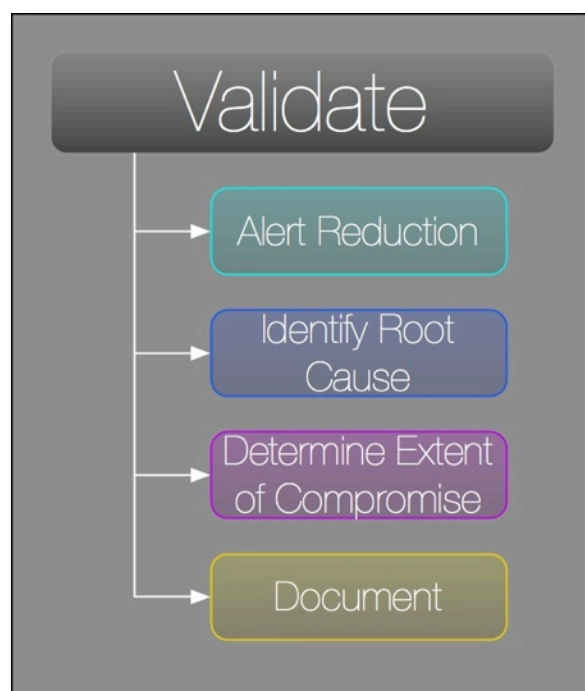 Validate
Alert Reduction
Identify Root
Cause
Determine Extent
of Compromise
Document